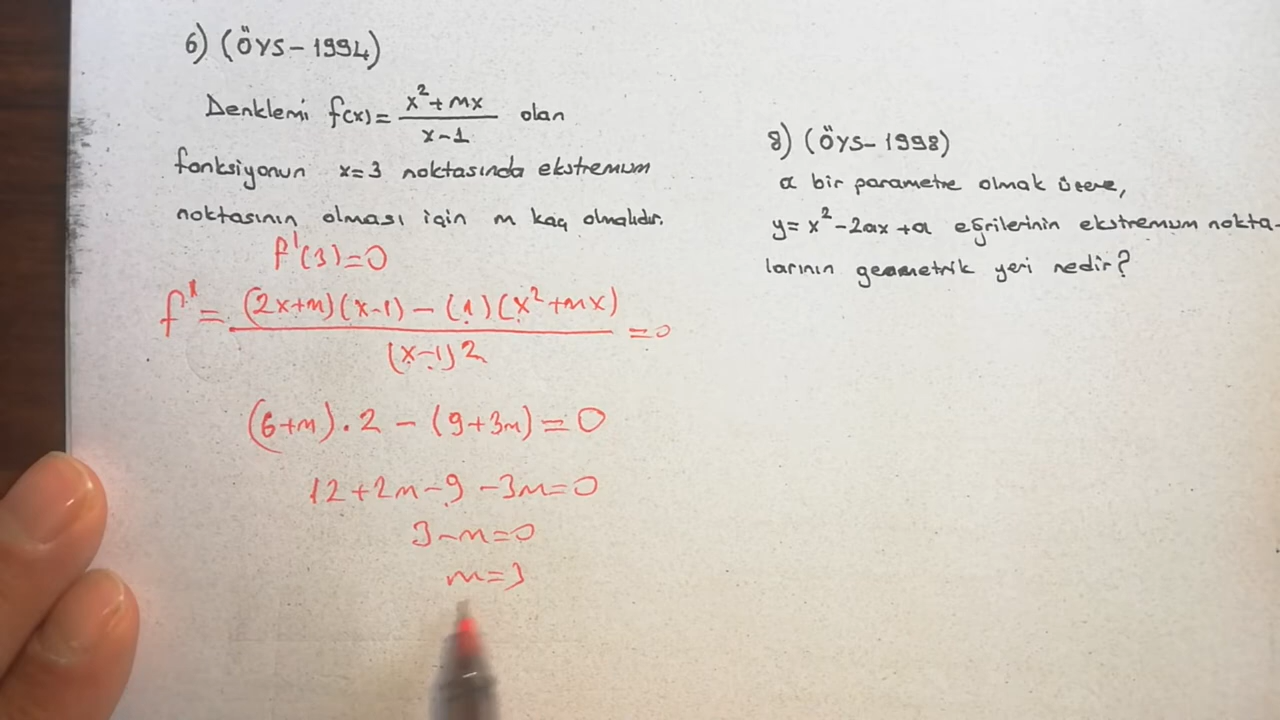 6) (ÖYS-1994)
Denklemi f(x)= x²+mx / x-1 olan
fonksiyonun x=3 noktasında ekstremum
noktasının olması için m kaç olmalıdır.
f'(3)=0
f' = (2x+m)(x-1) - (1)(x²+mx) / (x-1)2 =0
(6+m).2 - (9+3m)=0
12+2m-9-3m=0
3-m=0
m=3
8) (ÖYS-1998)
a bir parametre olmak üzere,
y=x²-2ax+a eğrilerinin ekstremum nokta-
larının geometrik yeri nedir?